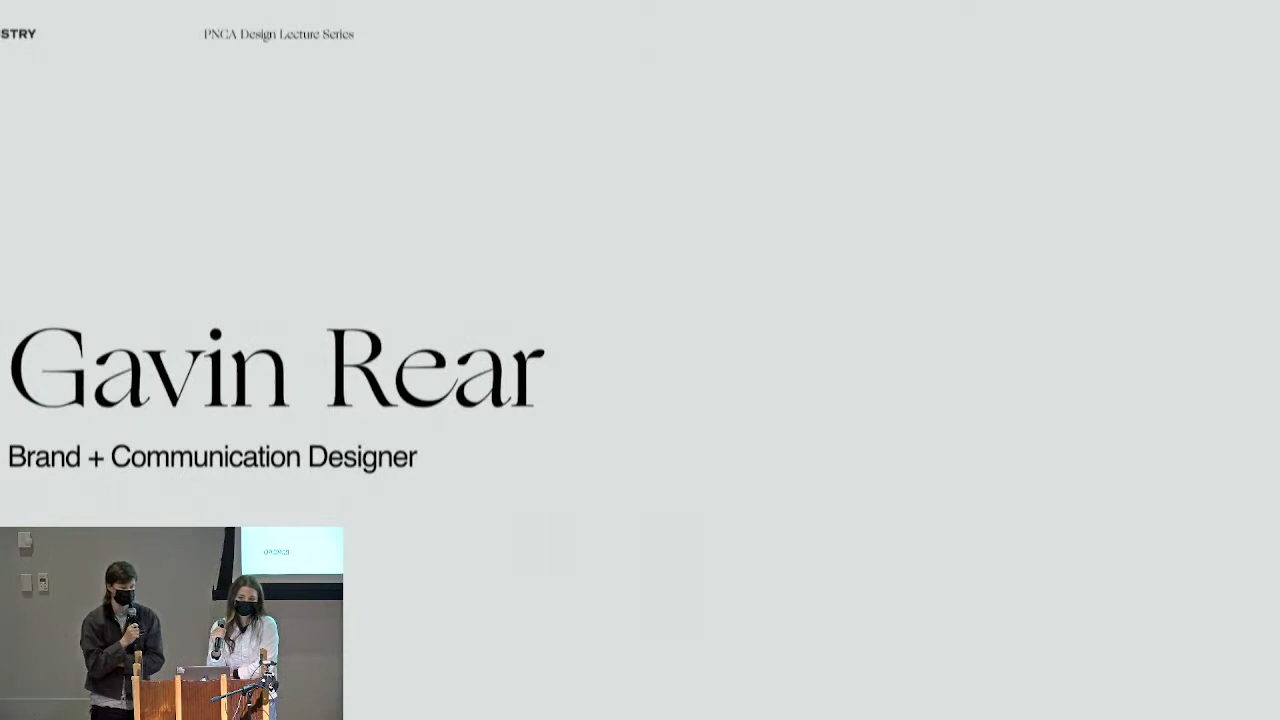 STRY
PNCA Design Lecture Series
Gavin Rear
Brand + Communication Designer